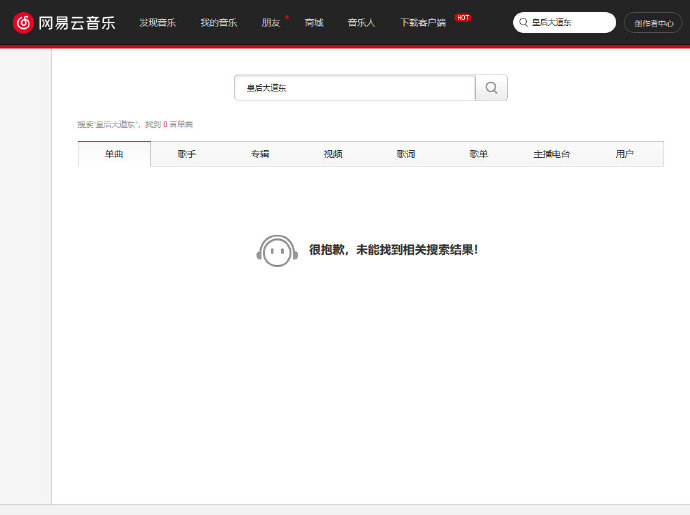 网易云音乐 发现音乐 我的音乐 朋友 商城 音乐人 下载客户端 HOT 皇后大道东 创作者中心
皇后大道东
搜索“皇后大道东”，找到 0 首单曲
单曲 歌手 专辑 视频 歌词 歌单 主播电台 用户
很抱歉，未能找到相关搜索结果！